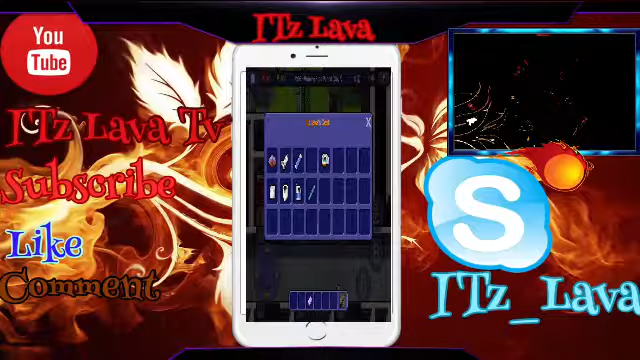 ITz Lava
You
Tube
ITz Lava Tv
Subscribe
Like
Comment
X
S
ITz_Lava